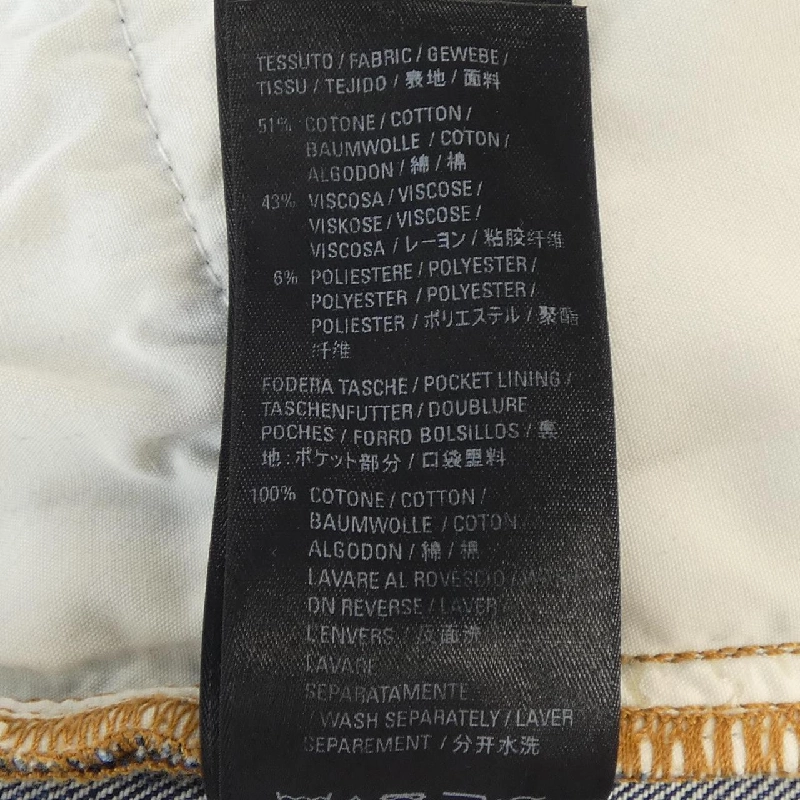 TESSUTO / FABRIC / GEWEBE /
TISSU / TEJIDO / 表地 / 面料
51% COTONE / COTTON /
BAUMWOLLE / COTON /
ALGODON / 綿 / 棉
43% VISCOSA / VISCOSE /
VISKOSE / VISCOSE /
VISCOSA / レーヨン / 粘胶纤维
6% POLIESTERE / POLYESTER /
POLYESTER / POLYESTER /
POLIESTER / ポリエステル / 聚酯
纤维
FODERA TASCHE / POCKET LINING /
TASCHENFUTTER / DOUBLURE
POCHES / FORRO BOLSILLOS / 裏
地:ポケット部分 / 口袋里料
100% COTONE / COTTON /
BAUMWOLLE / COTON
ALGODON / 綿 / 棉
LAVARE AL ROVESCIO / WASH
ON REVERSE / LAVER
L'ENVERS / 反面洗
LAVARE
SEPARATAMENTE
/ WASH SEPARATELY / LAVER
SEPAREMENT / 分开水洗